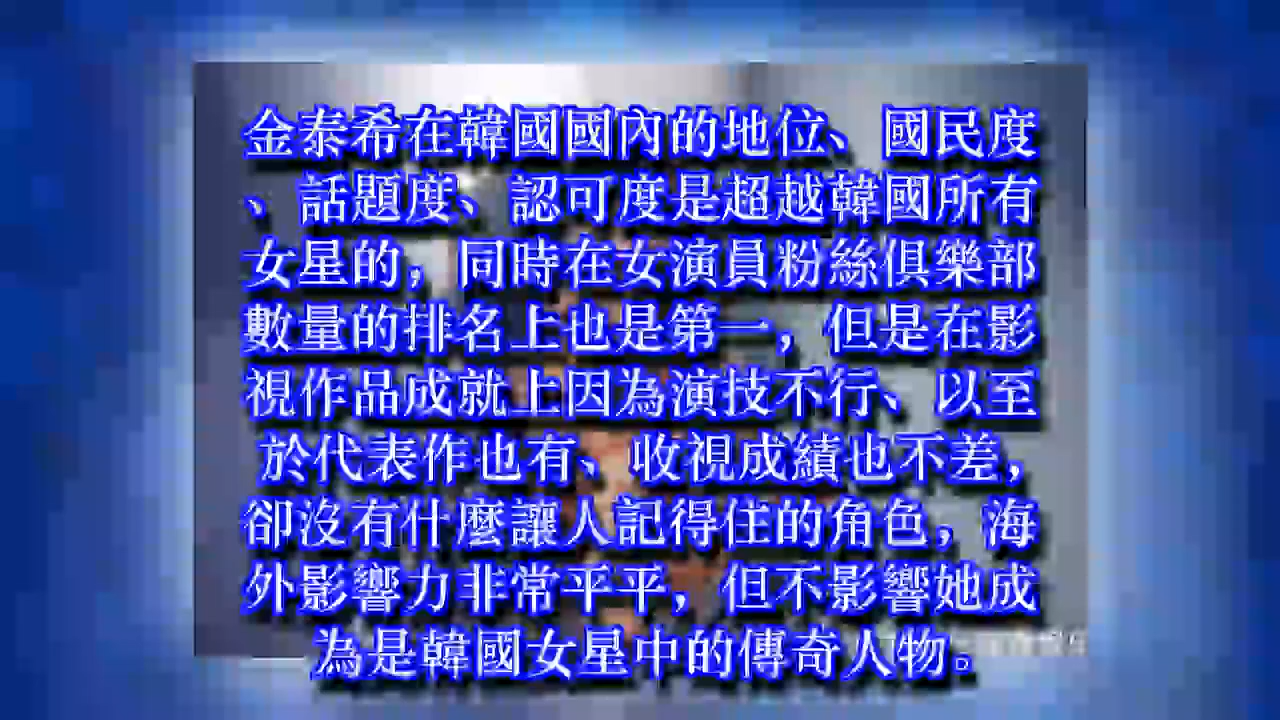 金泰希在韓國國內的地位、國民度
、話題度、認可度是超越韓國所有
女星的，同時在女演員粉絲俱樂部
數量的排名上也是第一，但是在影
視作品成就上因為演技不行、以至
於代表作也有、收視成績也不差，
卻沒有什麼讓人記得住的角色，海
外影響力非常平平，但不影響她成
為是韓國女星中的傳奇人物。